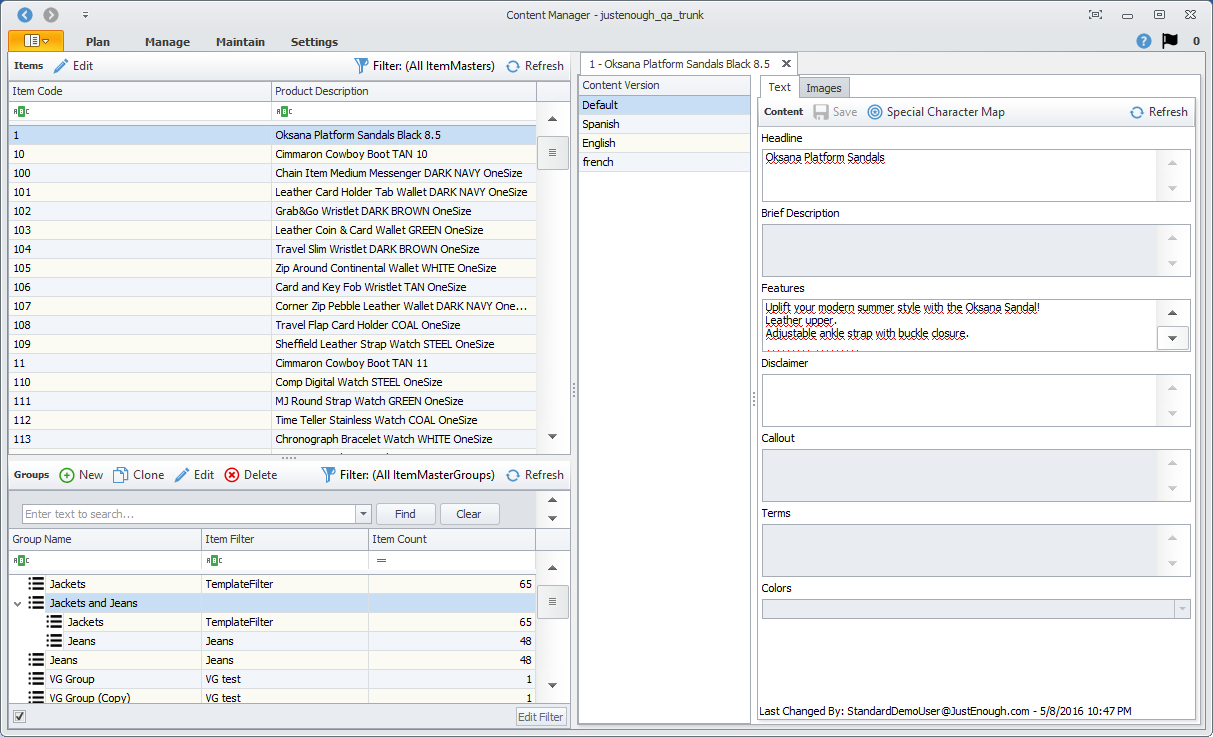 Content Manager - justenough_qa_trunk
Plan Manage Maintain Settings
? 0
Items Edit Filter: (All ItemMasters) Refresh
Item Code Product Description
ABC ABC
1 Oksana Platform Sandals Black 8.5
10 Cimmaron Cowboy Boot TAN 10
100 Chain Item Medium Messenger DARK NAVY OneSize
101 Leather Card Holder Tab Wallet DARK NAVY OneSize
102 Grab&Go Wristlet DARK BROWN OneSize
103 Leather Coin & Card Wallet GREEN OneSize
104 Travel Slim Wristlet DARK BROWN OneSize
105 Zip Around Continental Wallet WHITE OneSize
106 Card and Key Fob Wristlet TAN OneSize
107 Corner Zip Pebble Leather Wallet DARK NAVY One...
108 Travel Flap Card Holder COAL OneSize
109 Sheffield Leather Strap Watch STEEL OneSize
11 Cimmaron Cowboy Boot TAN 11
110 Comp Digital Watch STEEL OneSize
111 MJ Round Strap Watch GREEN OneSize
112 Time Teller Stainless Watch COAL OneSize
113 Chronograph Bracelet Watch WHITE OneSize
Groups New Clone Edit Delete Filter: (All ItemMasterGroups) Refresh
Enter text to search... Find Clear
Group Name Item Filter Item Count
ABC ABC =
Jackets TemplateFilter 65
Jackets and Jeans
Jackets TemplateFilter 65
Jeans Jeans 48
Jeans Jeans 48
VG Group VG test 1
VG Group (Copy) VG test 1
Edit Filter
1 - Oksana Platform Sandals Black 8.5
Content Version
Default
Spanish
English
french
Text Images
Content Save Special Character Map Refresh
Headline
Oksana Platform Sandals
Brief Description
Features
Uplift your modern summer style with the Oksana Sandal!
Leather upper.
Adjustable ankle strap with buckle closure.
Disclaimer
Callout
Terms
Colors
Last Changed By: StandardDemoUser@JustEnough.com - 5/8/2016 10:47 PM